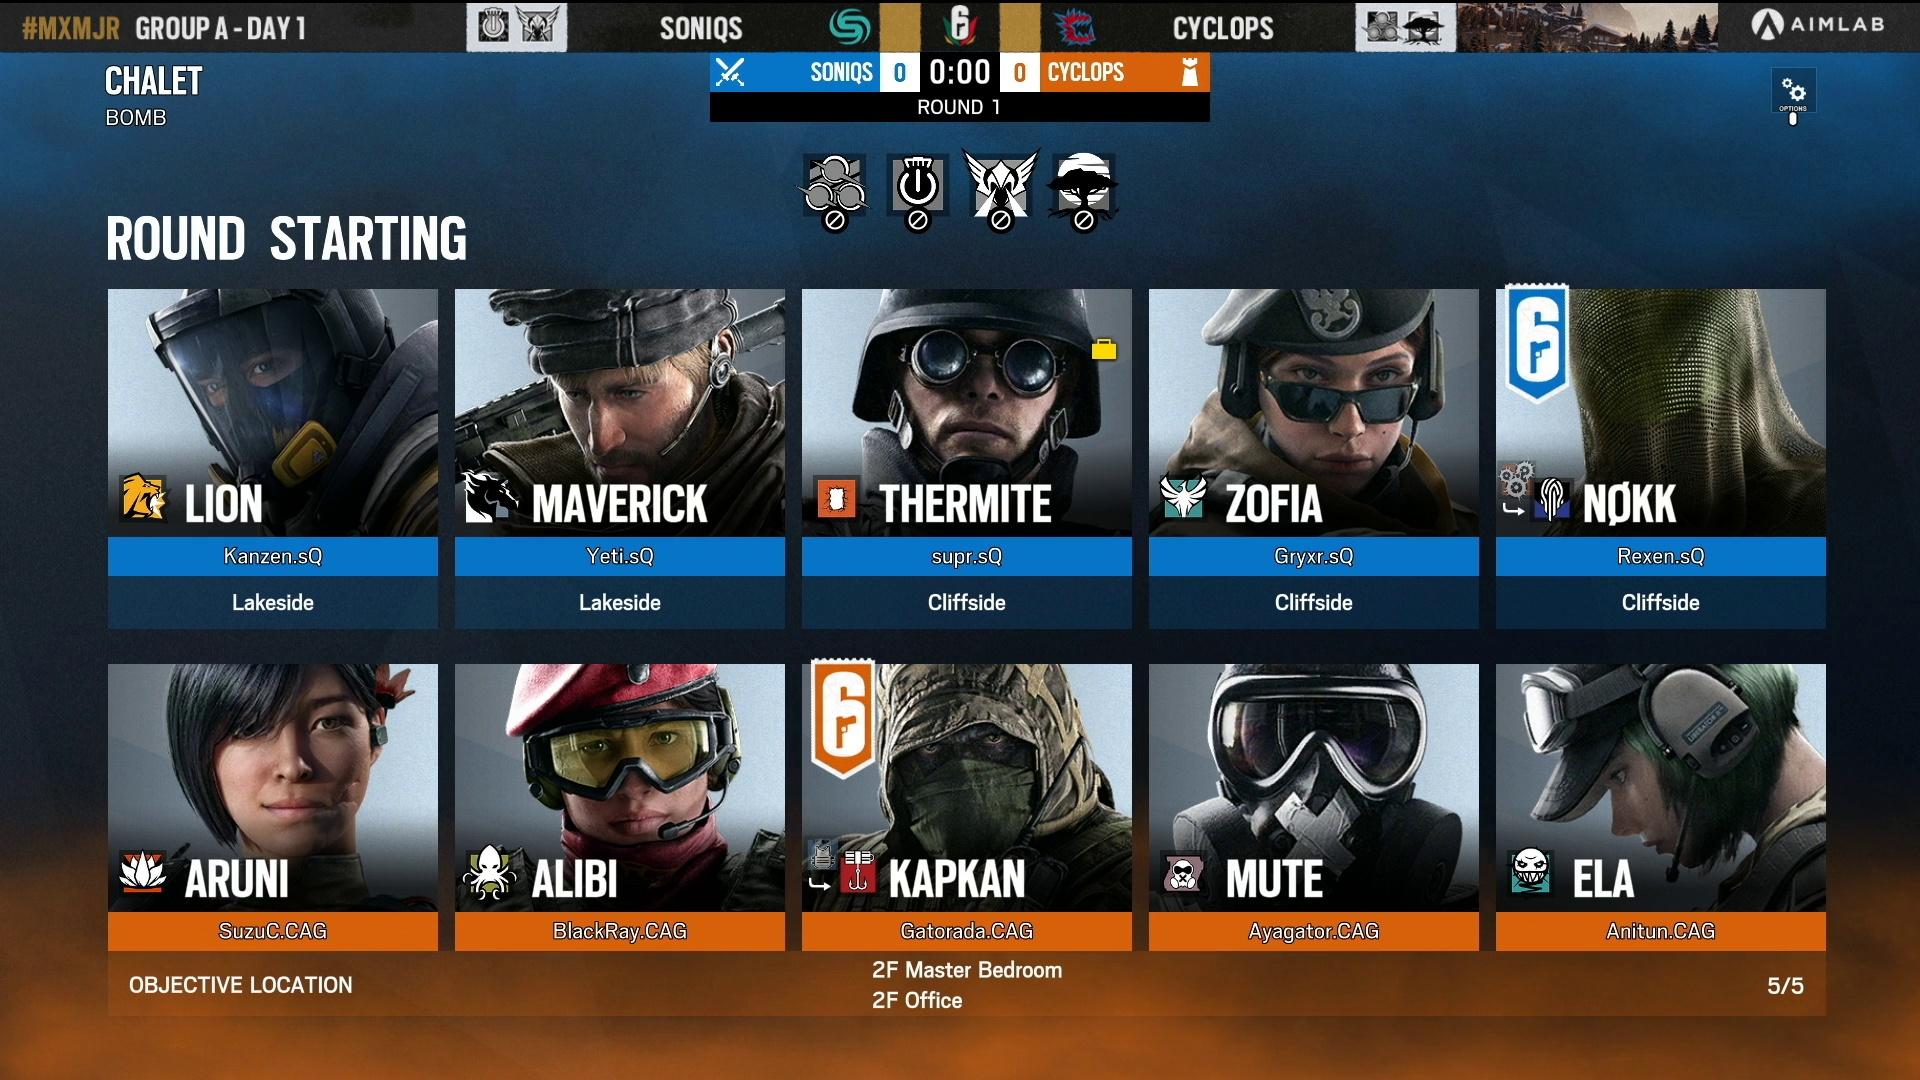 #MXMJR GROUP A - DAY 1
SONIQS
CYCLOPS
AIMLAB
CHALET
BOMB
SONIQS 0 0:00 0 CYCLOPS
ROUND 1
OPTIONS
ROUND STARTING
LION
MAVERICK
THERMITE
ZOFIA
6
NØKK
Kanzen.sQ
Yeti.sQ
supr.sQ
Gryxr.sQ
Rexen.sQ
Lakeside
Lakeside
Cliffside
Cliffside
Cliffside
ARUNI
ALIBI
6
KAPKAN
MUTE
ELA
SuzuC.CAG
BlackRay.CAG
Gatorada.CAG
Ayagator.CAG
Anitun.CAG
OBJECTIVE LOCATION
2F Master Bedroom
2F Office
5/5